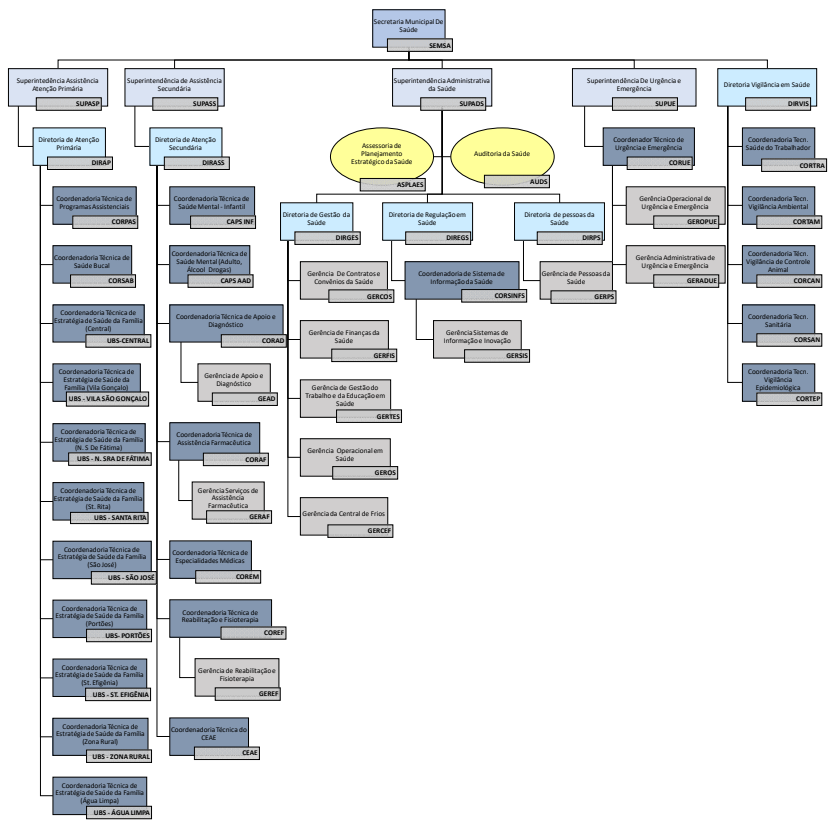 Secretaria Municipal De
Saúde
SEMSA
Superintedência Assistência
Atenção Primária
SUPASP
Superintendência de Assistência
Secundária
SUPASS
Superintendência Administrativa
da Saúde
SUPADS
Superintendência De Urgência e
Emergência
SUPUE
Diretoria Vigilância em Saúde
DIRVIS
Diretoria de Atenção
Primária
DIRAP
Diretoria de Atenção
Secundária
DIRASS
Assessoria de
Planejamento
Estratégico da Saúde
ASPLAES
Auditoria da Saúde
AUDS
Coordenador Técnico de
Urgência e Emergência
CORUE
Coordenadoria Tecn.
Saúde do Trabalhador
CORTRA
Coordenadoria Técnica de
Programas Assistenciais
CORPAS
Coordenadoria Técnica de
Saúde Mental - Infantil
CAPS INF
Diretoria de Gestão da
Saúde
DIRGES
Diretoria de Regulação em
Saúde
DIREGS
Diretoria de pessoas da
Saúde
DIRPS
Gerência Operacional de
Urgência e Emergência
GEROPUE
Coordenadoria Tecn.
Vigilância Ambiental
CORTAM
Coordenadoria Técnica de
Saúde Bucal
CORSAB
Coordenadoria Técnica de
Saúde Mental (Adulto,
Álcool Drogas)
CAPS AAD
Gerência De Contratos e
Convênios da Saúde
GERCOS
Coordenadoria de Sistema de
Informação da Saúde
CORSINFS
Gerência de Pessoas da
Saúde
GERPS
Gerência Administrativa de
Urgência e Emergência
GERADUE
Coordenadoria Técn.
Vigilância de Controle
Animal
CORCAN
Coordenadoria Técnica de
Estratégia de Saúde da Família
(Central)
UBS-CENTRAL
Coordenadoria Técnica de Apoio e
Diagnóstico
CORAD
Gerência de Finanças da
Saúde
GERFIS
Gerência Sistemas de
Informação e Inovação
GERSIS
Coordenadoria Tecn.
Sanitária
CORSAN
Coordenadoria Técnica de
Estratégia de Saúde da
Família (Vila Gonçalo)
UBS - VILA SÃO GONÇALO
Gerência de Apoio e
Diagnóstico
GEAD
Gerência de Gestão do
Trabalho e da Educação em
Saúde
GERTES
Coordenadoria Tecn.
Vigilância
Epidemiológica
CORTEP
Coordenadoria Técnica de
Estratégia de Saúde da Família
(N. S De Fátima)
UBS - N. SRA DE FÁTIMA
Coordenadoria Técnica de
Assistência Farmacêutica
CORAF
Gerência Operacional em
Saúde
GEROS
Coordenadoria Técnica de
Estratégia de Saúde da Família
(St. Rita)
UBS - SANTA RITA
Gerência Serviços de
Assistência
Farmacêutica
GERAF
Gerência da Central de Frios
GERCEF
Coordenadoria Técnica de
Estratégia de Saúde da Família
(São José)
UBS - SÃO JOSÉ
Coordenadoria Técnica de
Especialidades Médicas
COREM
Coordenadoria Técnica de
Estratégia de Saúde da Família
(Portões)
UBS- PORTÕES
Coordenadoria Técnica de
Reabilitação e Fisioterapia
COREF
Coordenadoria Técnica de
Estratégia de Saúde da Família
(St. Efigênia)
UBS - ST. EFIGÊNIA
Gerência de Reabilitação e
Fisioterapia
GEREF
Coordenadoria Técnica de
Estratégia de Saúde da Família
(Zona Rural)
UBS - ZONA RURAL
Coordenadoria Técnica do
CEAE
CEAE
Coordenadoria Técnica de
Estratégia de Saúde da Família
(Água Limpa)
UBS - ÁGUA LIMPA